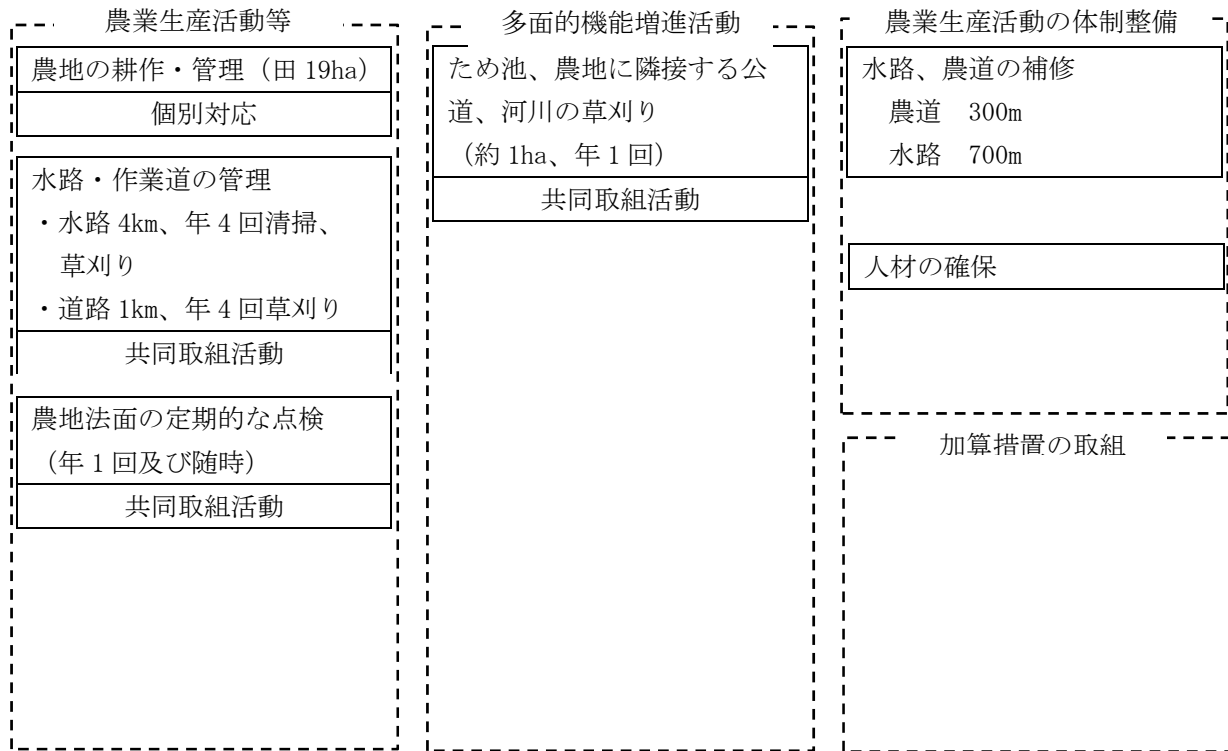 農業生産活動等
農地の耕作・管理（田 19ha）
個別対応
水路・作業道の管理
・水路 4km、年 4 回清掃、
草刈り
・道路 1km、年 4 回草刈り
共同取組活動
農地法面の定期的な点検
（年 1 回及び随時）
共同取組活動
多面的機能増進活動
ため池、農地に隣接する公
道、河川の草刈り
（約 1ha、年 1 回）
共同取組活動
農業生産活動の体制整備
水路、農道の補修
農道　300m
水路　700m
人材の確保
加算措置の取組